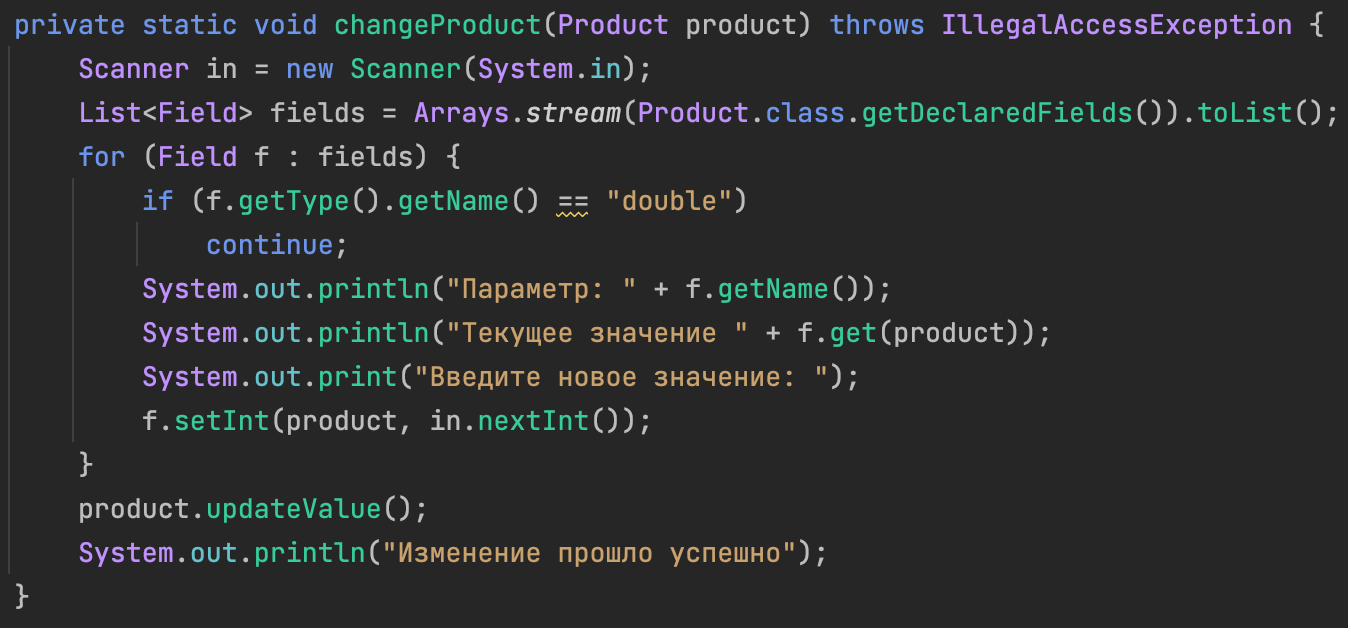 private static void changeProduct(Product product) throws IllegalAccessException {
    Scanner in = new Scanner(System.in);
    List<Field> fields = Arrays.stream(Product.class.getDeclaredFields()).toList();
    for (Field f : fields) {
        if (f.getType().getName() == "double")
            continue;
        System.out.println("Параметр: " + f.getName());
        System.out.println("Текущее значение " + f.get(product));
        System.out.print("Введите новое значение: ");
        f.setInt(product, in.nextInt());
    }
    product.updateValue();
    System.out.println("Изменение прошло успешно");
}